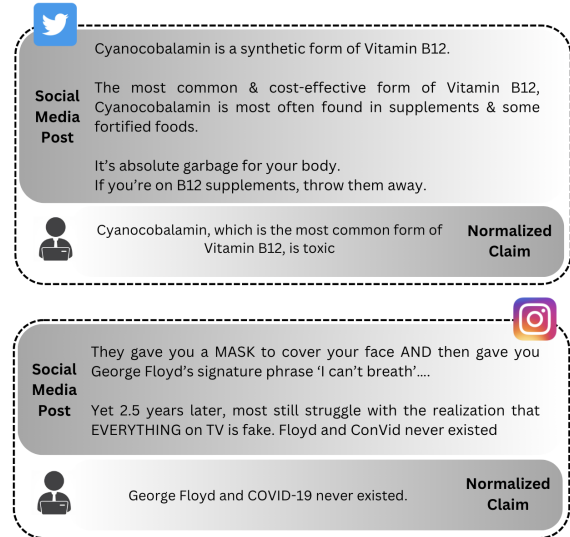 Social
Media
Post
Cyanocobalamin is a synthetic form of Vitamin B12.
The most common & cost-effective form of Vitamin B12,
Cyanocobalamin is most often found in supplements & some
fortified foods.
It's absolute garbage for your body.
If you're on B12 supplements, throw them away.
Cyanocobalamin, which is the most common form of
Vitamin B12, is toxic
Normalized
Claim
Social
Media
Post
They gave you a MASK to cover your face AND then gave you
George Floyd's signature phrase 'I can't breath'....
Yet 2.5 years later, most still struggle with the realization that
EVERYTHING on TV is fake. Floyd and ConVid never existed
George Floyd and COVID-19 never existed.
Normalized
Claim